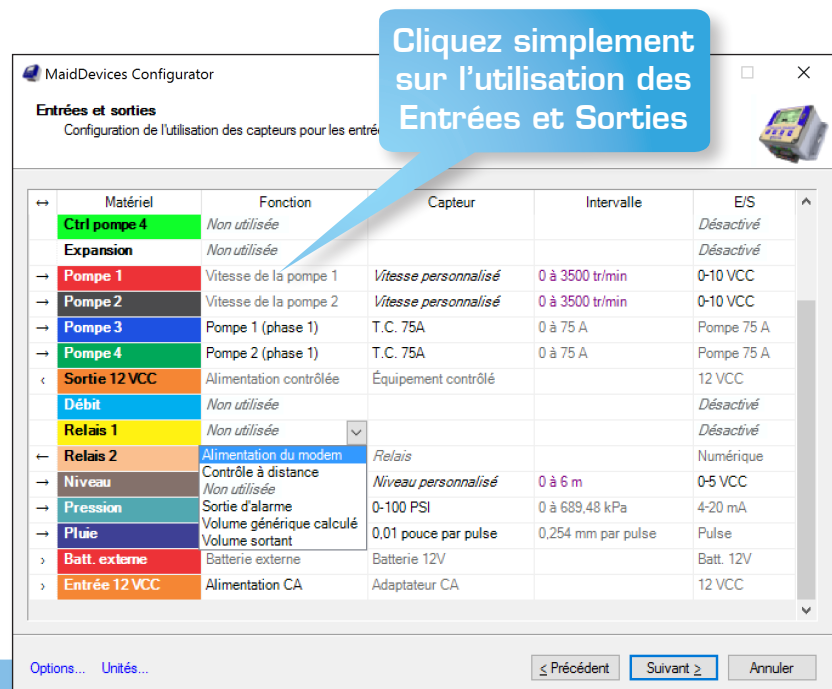 Cliquez simplement
sur l'utilisation des
Entrées et Sorties
MaidDevices Configurator
Entrées et sorties
Configuration de l'utilisation des capteurs pour les
↔ Matériel Fonction Capteur Intervalle E/S
Ctrl pompe 4 Non utilisée Désactivé
Expansion Non utilisée Désactivé
→ Pompe 1 Vitesse de la pompe 1 Vitesse personnalisé 0 à 3500 tr/min 0-10 VCC
→ Pompe 2 Vitesse de la pompe 2 Vitesse personnalisé 0 à 3500 tr/min 0-10 VCC
→ Pompe 3 Pompe 1 (phase 1) T.C. 75A 0 à 75 A Pompe 75 A
→ Pompe 4 Pompe 2 (phase 1) T.C. 75A 0 à 75 A Pompe 75 A
‹ Sortie 12 VCC Alimentation contrôlée Équipement contrôlé 12 VCC
Débit Non utilisée Désactivé
Relais 1 Non utilisée Désactivé
← Relais 2 Relais Numérique
→ Niveau Niveau personnalisé 0 à 6 m 0-5 VCC
→ Pression 0-100 PSI 0 à 689,48 kPa 4-20 mA
→ Pluie 0,01 pouce par pulse 0,254 mm par pulse Pulse
Alimentation du modem
Contrôle à distance
Non utilisée
Sortie d'alarme
Volume générique calculé
Volume sortant
› Batt. externe Batterie externe Batterie 12V Batt. 12V
› Entrée 12 VCC Alimentation CA Adaptateur CA 12 VCC
Options... Unités... < Précédent Suivant > Annuler